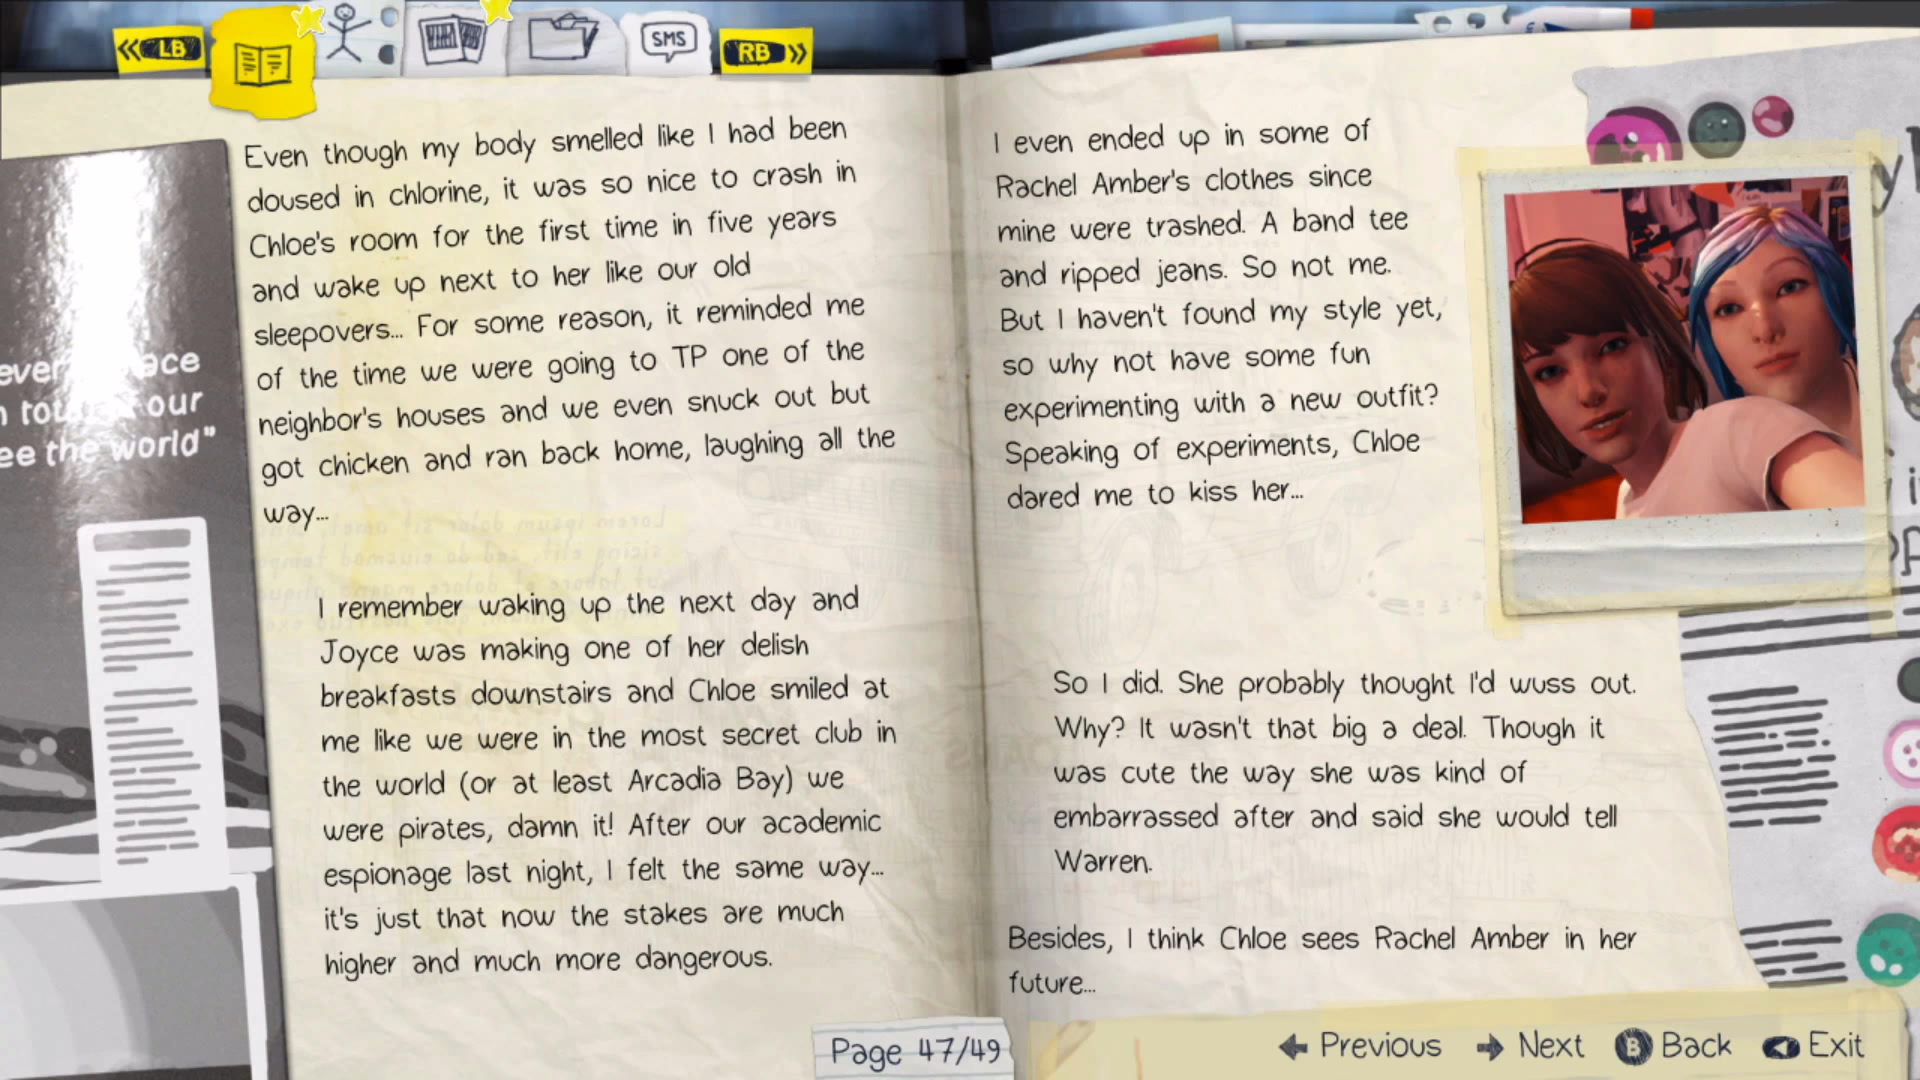 LB
SMS
RB
Even though my body smelled like I had been
doused in chlorine, it was so nice to crash in
Chloe's room for the first time in five years
and wake up next to her like our old
sleepovers... For some reason, it reminded me
of the time we were going to TP one of the
neighbor's houses and we even snuck out but
got chicken and ran back home, laughing all the
way...
I remember waking up the next day and
Joyce was making one of her delish
breakfasts downstairs and Chloe smiled at
me like we were in the most secret club in
the world (or at least Arcadia Bay) we
were pirates, damn it! After our academic
espionage last night, I felt the same way...
it's just that now the stakes are much
higher and much more dangerous.
I even ended up in some of
Rachel Amber's clothes since
mine were trashed. A band tee
and ripped jeans. So not me.
But I haven't found my style yet,
so why not have some fun
experimenting with a new outfit?
Speaking of experiments, Chloe
dared me to kiss her...
So I did. She probably thought I'd wuss out.
Why? It wasn't that big a deal. Though it
was cute the way she was kind of
embarrassed after and said she would tell
Warren.
Besides, I think Chloe sees Rachel Amber in her
future...
our
the world"
Page 47/49
Previous Next B Back Exit